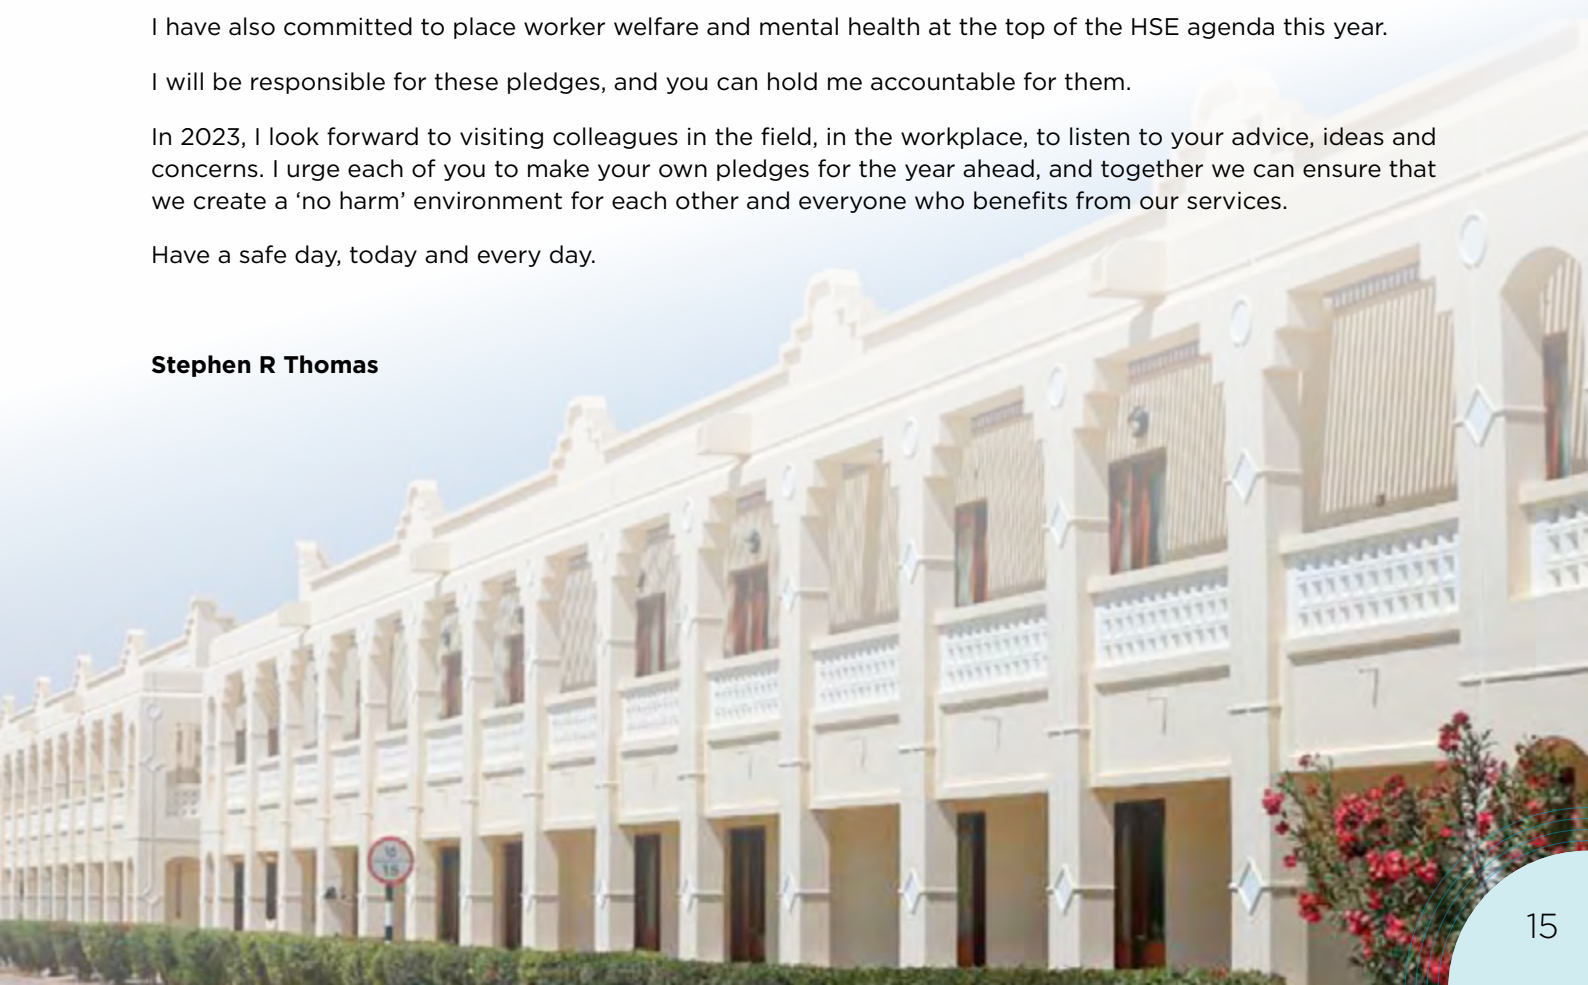 I have also committed to place worker welfare and mental health at the top of the HSE agenda this year.
I will be responsible for these pledges, and you can hold me accountable for them.
In 2023, I look forward to visiting colleagues in the field, in the workplace, to listen to your advice, ideas and
concerns. I urge each of you to make your own pledges for the year ahead, and together we can ensure that
we create a ‘no harm’ environment for each other and everyone who benefits from our services.
Have a safe day, today and every day.
Stephen R Thomas
١٥
15
15